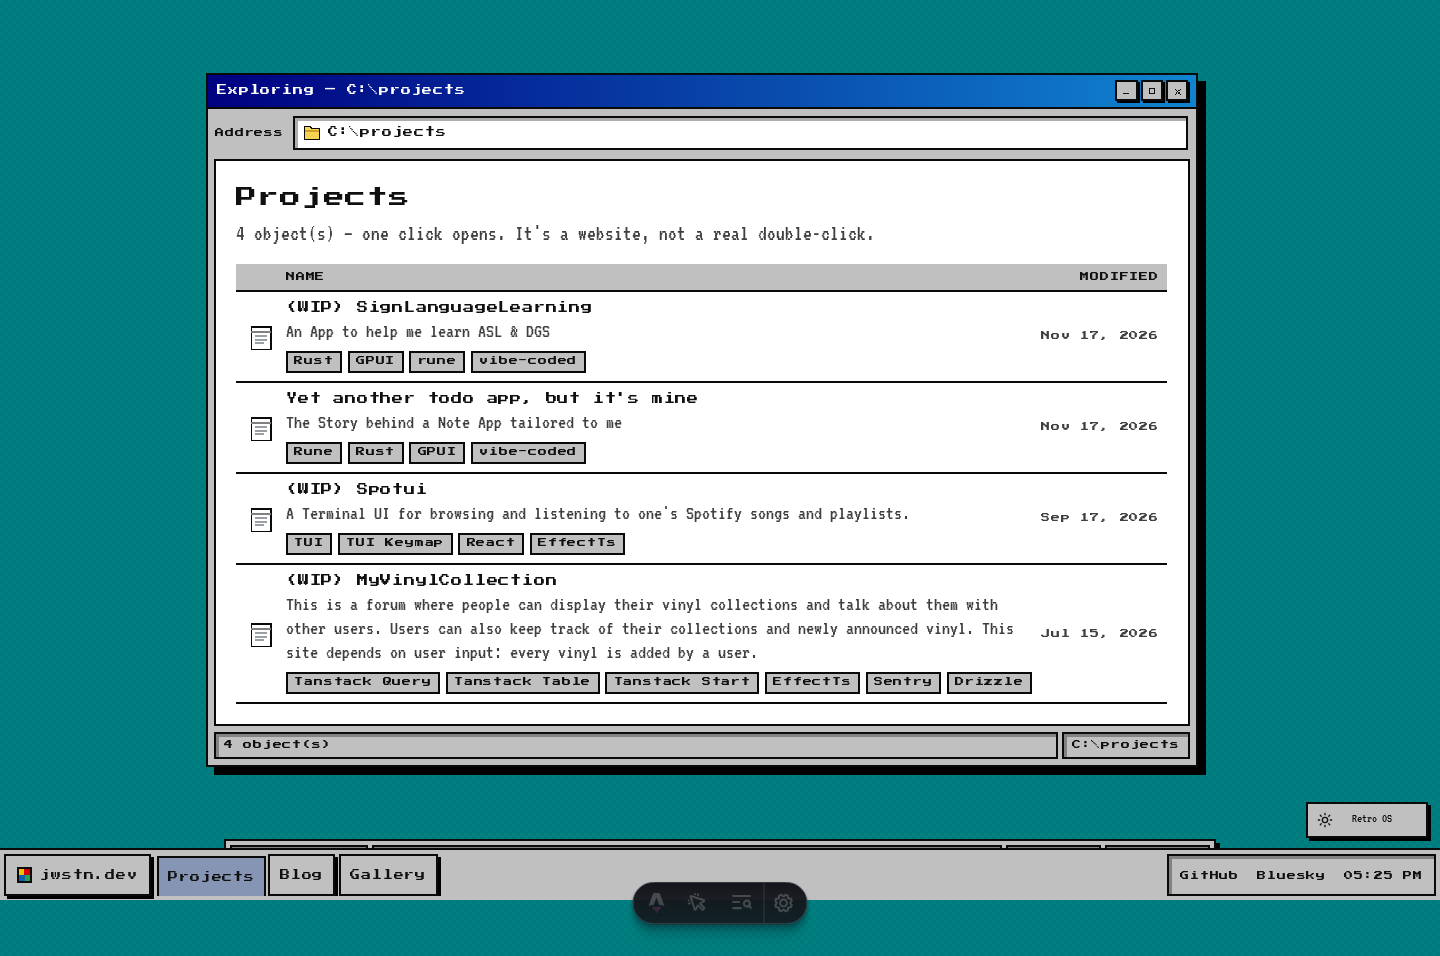 Exploring — C:\projects
Address C:\projects
Projects
4 object(s) — one click opens. It's a website, not a real double-click.
NAME MODIFIED
(WIP) SignLanguageLearning
An App to help me learn ASL & DGS
Nov 17, 2026
Rust GPUI rune vibe-coded
Yet another todo app, but it's mine
The Story behind a Note App tailored to me
Nov 17, 2026
Rune Rust GPUI vibe-coded
(WIP) Spotui
A Terminal UI for browsing and listening to one's Spotify songs and playlists.
Sep 17, 2026
TUI TUI Keymap React EffectTs
(WIP) MyVinylCollection
This is a forum where people can display their vinyl collections and talk about them with
other users. Users can also keep track of their collections and newly announced vinyl. This
Jul 15, 2026
site depends on user input: every vinyl is added by a user.
Tanstack Query Tanstack Table Tanstack Start EffectTs Sentry Drizzle
4 object(s) C:\projects
Retro OS
jwstn.dev Projects Blog Gallery GitHub Bluesky 05:25 PM